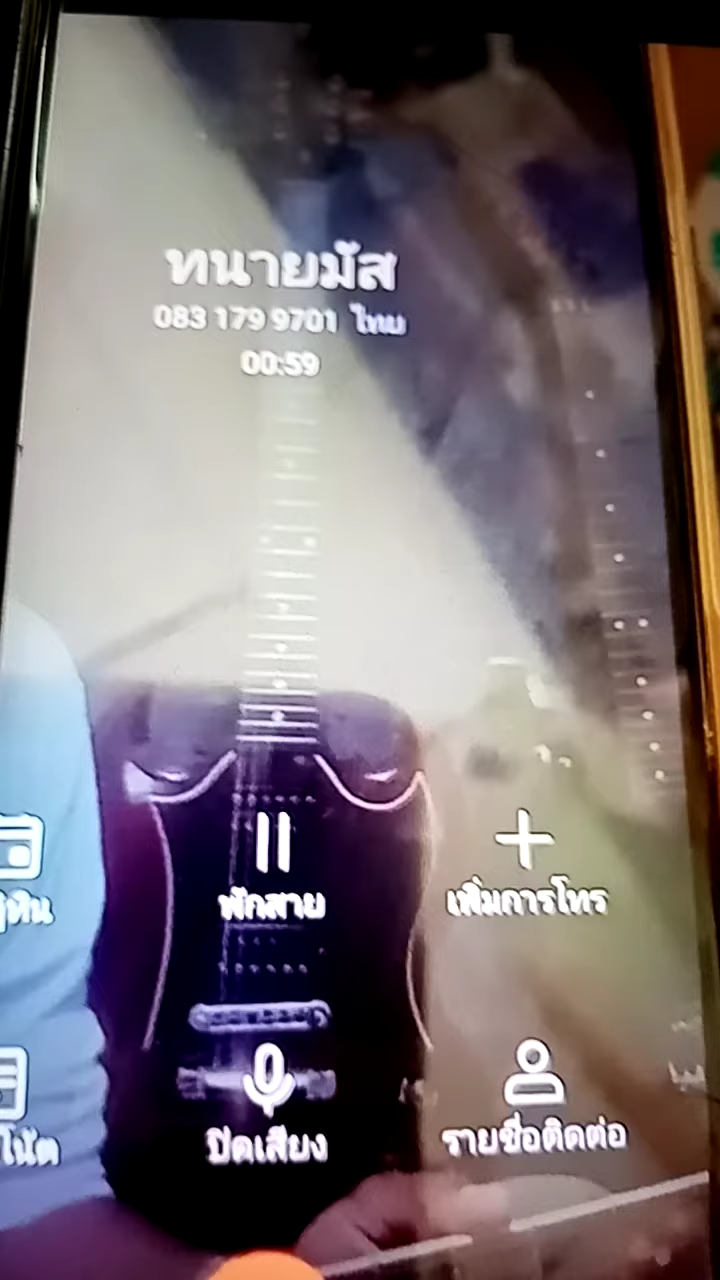 ทนายมัส
083 179 9701 ไทย
00:59
พักสาย
เพิ่มการโทร
ปิดเสียง
รายชื่อติดต่อ